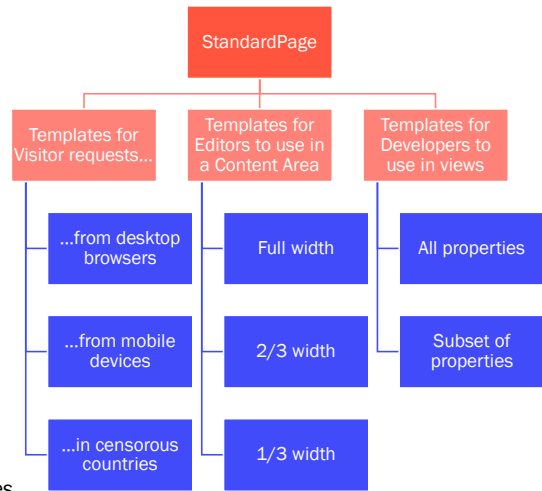 StandardPage
Templates for
Visitor requests...
Templates for
Editors to use in
a Content Area
Templates for
Developers to
use in views
...from desktop
browsers
Full width
All properties
...from mobile
devices
2/3 width
Subset of
properties
...in censorous
countries
1/3 width